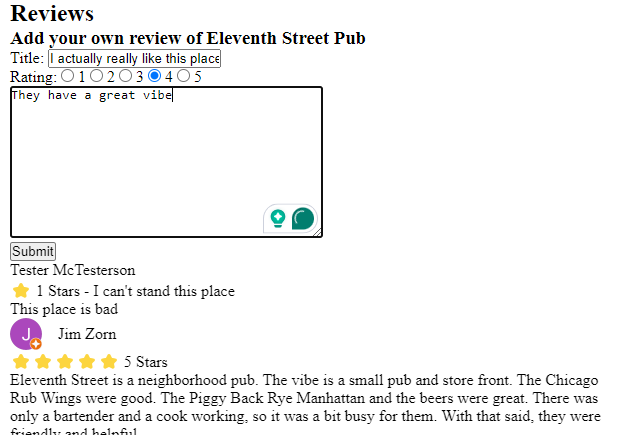 Reviews
Add your own review of Eleventh Street Pub
Title: I actually really like this place
Rating: 1 2 3 4 5
They have a great vibe
Submit
Tester McTesterson
1 Stars - I can't stand this place
This place is bad
J Jim Zorn
5 Stars
Eleventh Street is a neighborhood pub. The vibe is a small pub and store front. The Chicago
Rub Wings were good. The Piggy Back Rye Manhattan and the beers were great. There was
only a bartender and a cook working, so it was a bit busy for them. With that said, they were
friendly and helpful